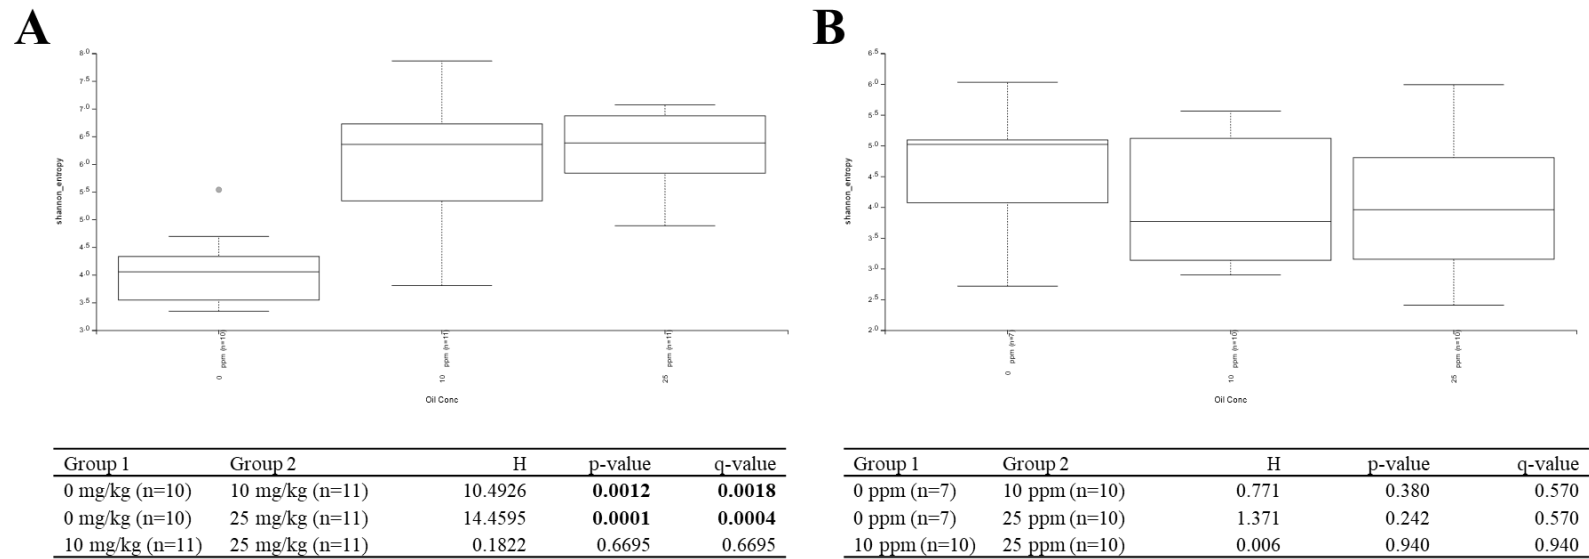 A
8.0
7.5
7.0
6.5
6.0
5.5
5.0
4.5
4.0
3.5
3.0
shannon_entropy
0 ppm (n=10)
10 ppm (n=11)
25 ppm (n=11)
Oil Conc
Group 1 Group 2 H p-value q-value
0 mg/kg (n=10) 10 mg/kg (n=11) 10.4926 0.0012 0.0018
0 mg/kg (n=10) 25 mg/kg (n=11) 14.4595 0.0001 0.0004
10 mg/kg (n=11) 25 mg/kg (n=11) 0.1822 0.6695 0.6695
B
6.5
6.0
5.5
5.0
4.5
4.0
3.5
3.0
2.5
2.0
shannon_entropy
0 ppm (n=7)
10 ppm (n=10)
25 ppm (n=10)
Oil Conc
Group 1 Group 2 H p-value q-value
0 ppm (n=7) 10 ppm (n=10) 0.771 0.380 0.570
0 ppm (n=7) 25 ppm (n=10) 1.371 0.242 0.570
10 ppm (n=10) 25 ppm (n=10) 0.006 0.940 0.940